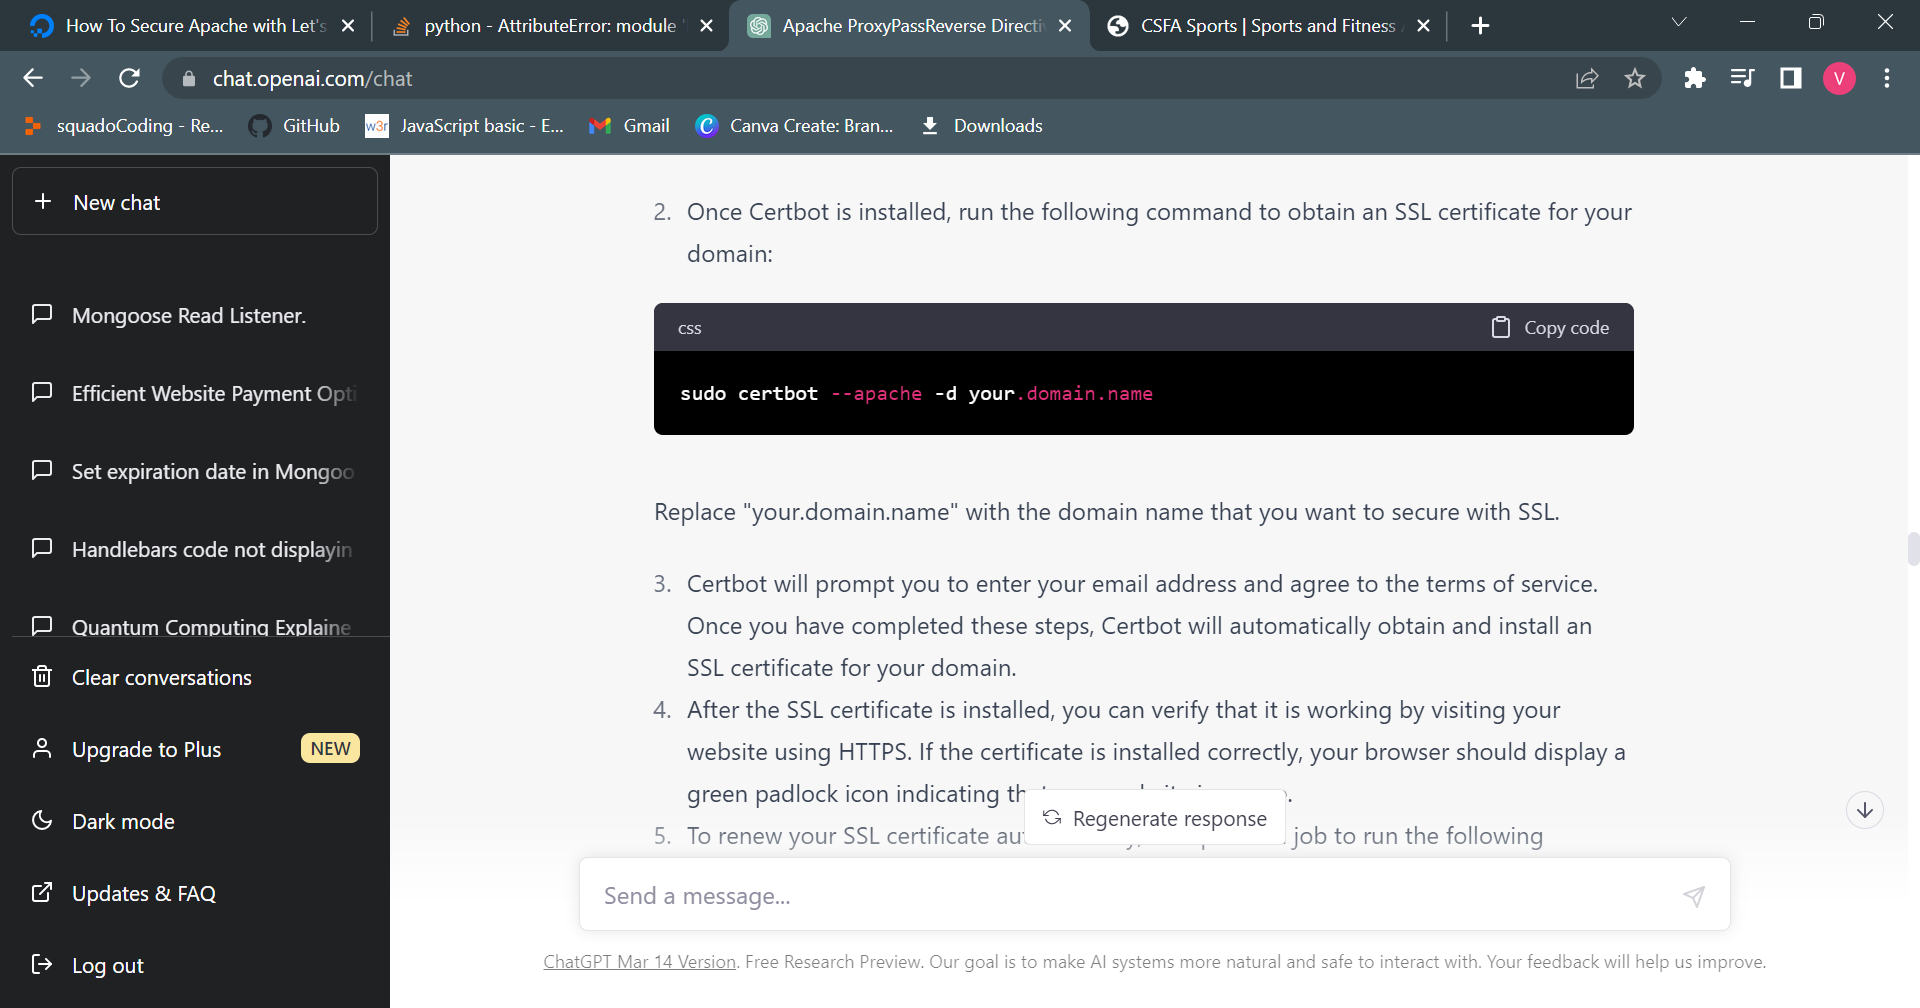 How To Secure Apache with Let's
python - AttributeError: module '
Apache ProxyPassReverse Directiv
CSFA Sports | Sports and Fitness A
chat.openai.com/chat
V
squadoCoding - Re...
GitHub
w3r
JavaScript basic - E...
Gmail
C
Canva Create: Bran...
Downloads
New chat
Mongoose Read Listener.
Efficient Website Payment Opti
Set expiration date in Mongoo
Handlebars code not displayin
Quantum Computing Explaine
Clear conversations
Upgrade to Plus
NEW
Dark mode
Updates & FAQ
Log out
2. Once Certbot is installed, run the following command to obtain an SSL certificate for your
domain:
css
Copy code
sudo certbot --apache -d your.domain.name
Replace "your.domain.name" with the domain name that you want to secure with SSL.
3. Certbot will prompt you to enter your email address and agree to the terms of service.
Once you have completed these steps, Certbot will automatically obtain and install an
SSL certificate for your domain.
4. After the SSL certificate is installed, you can verify that it is working by visiting your
website using HTTPS. If the certificate is installed correctly, your browser should display a
green padlock icon indicating th
5. To renew your SSL certificate au job to run the following
Regenerate response
Send a message...
ChatGPT Mar 14 Version. Free Research Preview. Our goal is to make AI systems more natural and safe to interact with. Your feedback will help us improve.